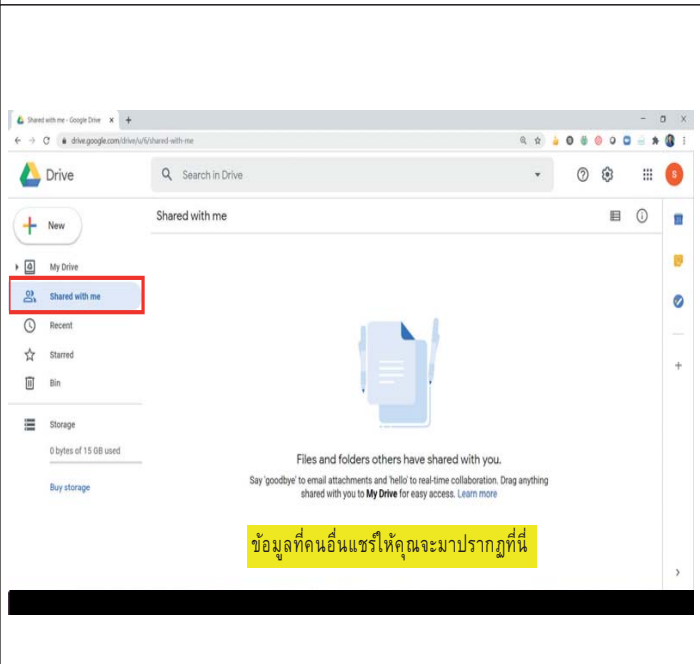 Shared with me - Google Drive
drive.google.com/drive/u/6/shared-with-me
Drive
Search in Drive
S
New
Shared with me
My Drive
Shared with me
Recent
Starred
Bin
Storage
0 bytes of 15 GB used
Buy storage
Files and folders others have shared with you.
Say 'goodbye' to email attachments and 'hello' to real-time collaboration. Drag anything
shared with you to My Drive for easy access. Learn more
ข้อมูลที่คนอื่นแชร์ให้คุณจะมาปรากฏที่นี่